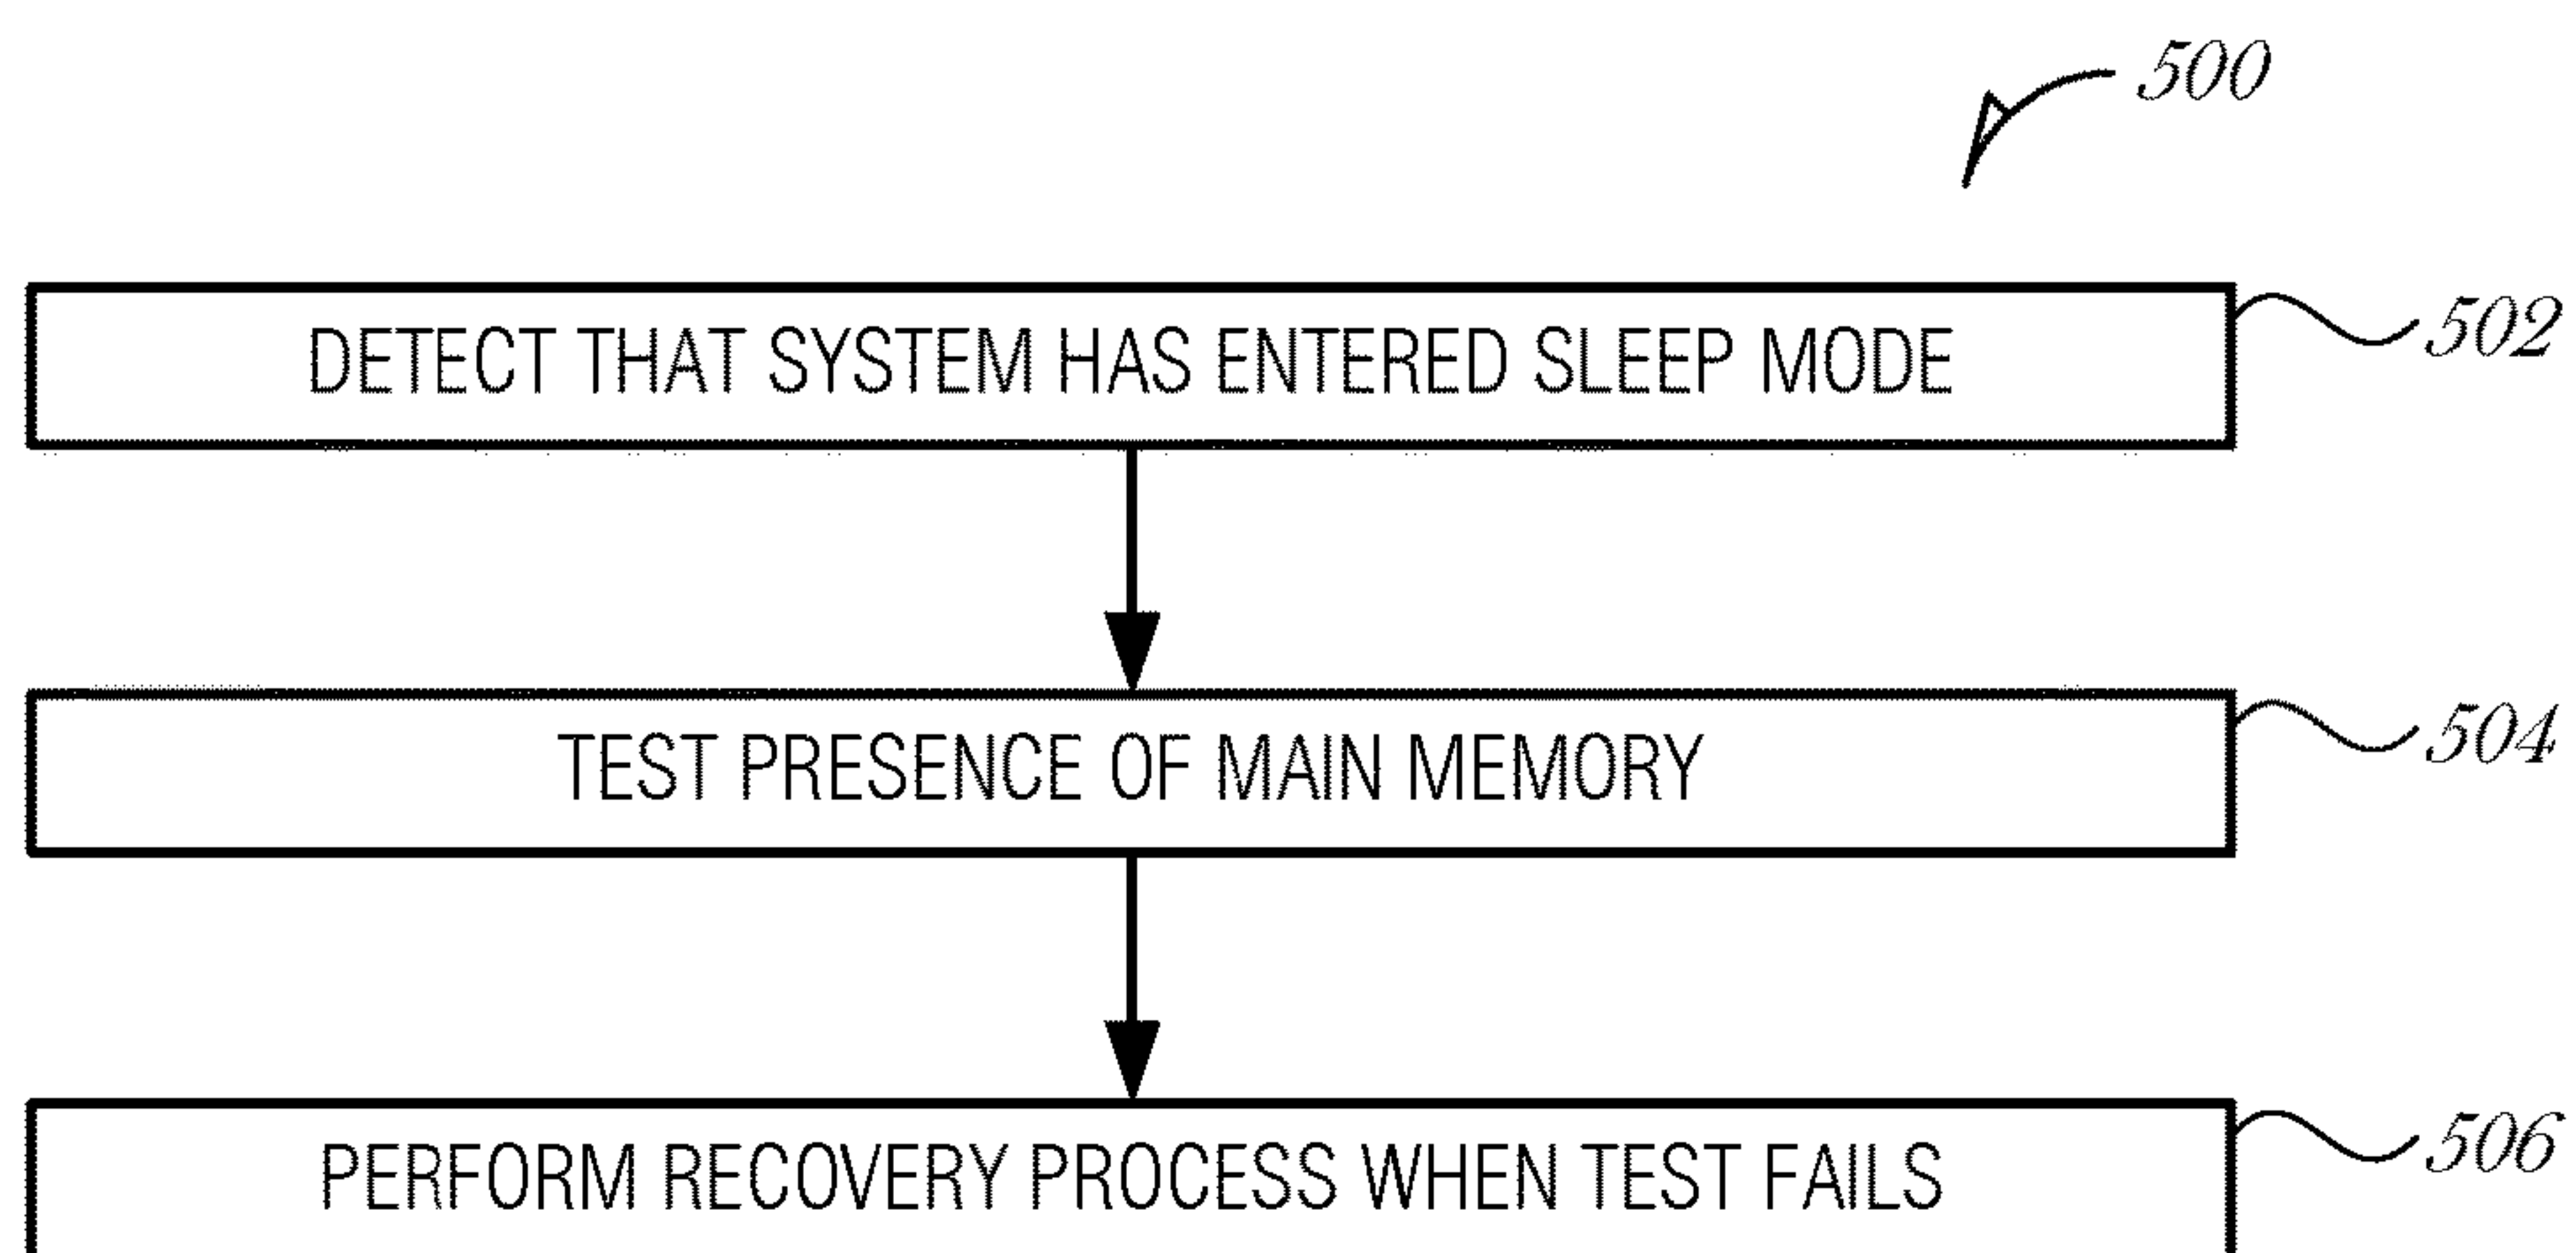 500
DETECT THAT SYSTEM HAS ENTERED SLEEP MODE
502
TEST PRESENCE OF MAIN MEMORY
504
PERFORM RECOVERY PROCESS WHEN TEST FAILS
506